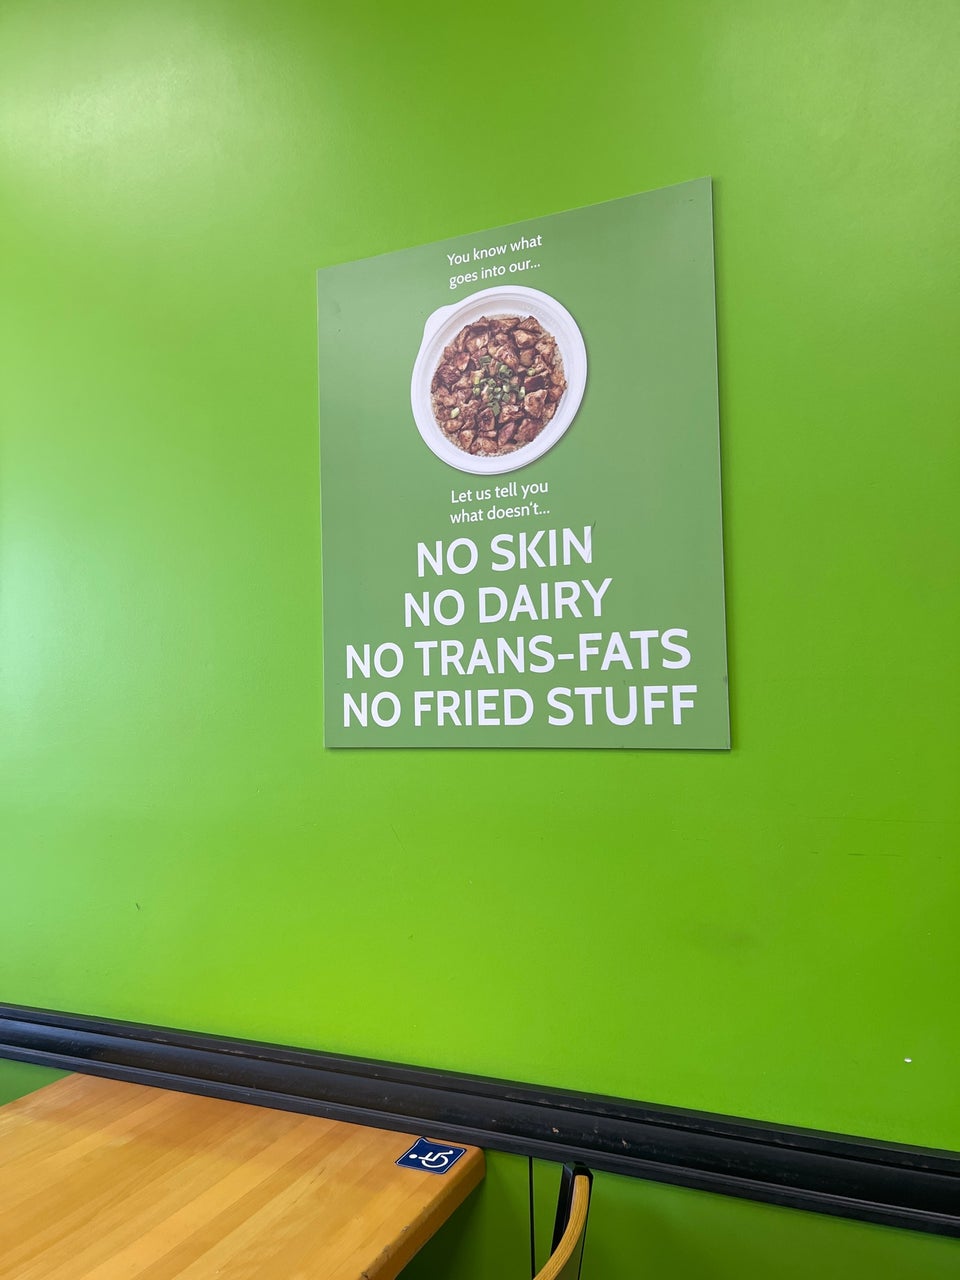 You know what
goes into our...
Let us tell you
what doesn't...
NO SKIN
NO DAIRY
NO TRANS-FATS
NO FRIED STUFF